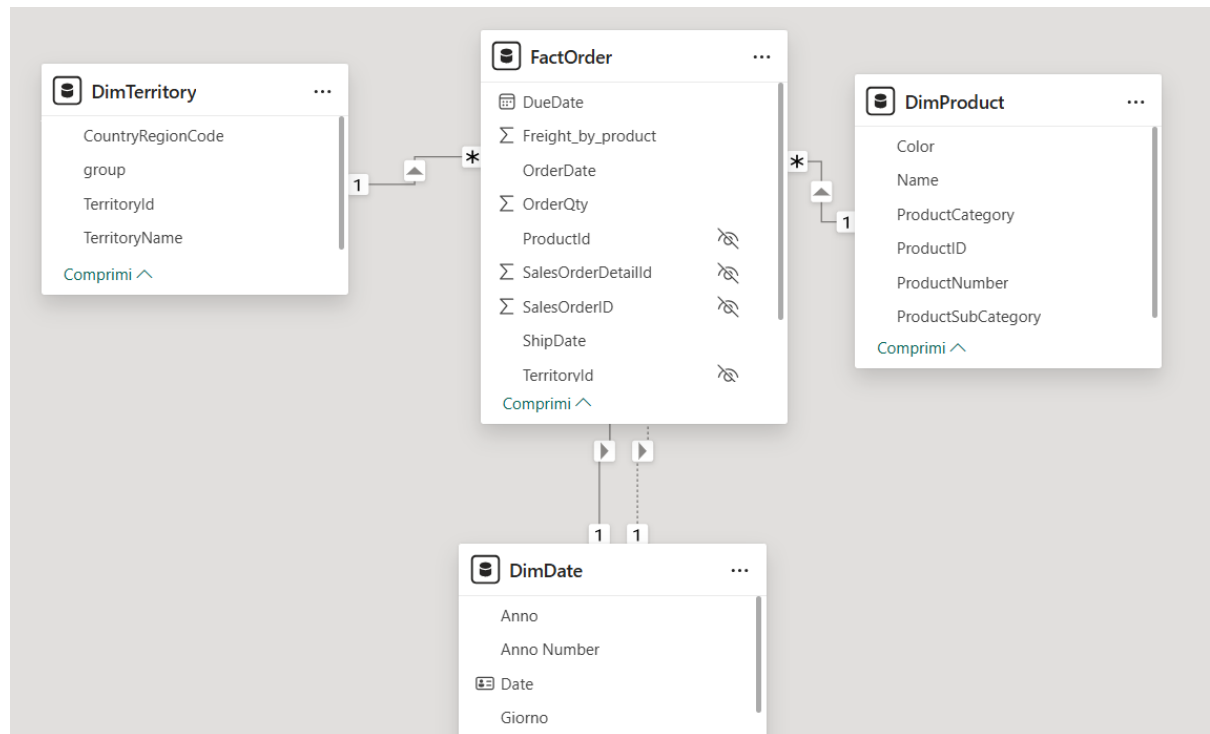 DimTerritory
CountryRegionCode
group
TerritoryId
TerritoryName
Comprimi
1
*
FactOrder
DueDate
Freight_by_product
OrderDate
OrderQty
ProductId
SalesOrderDetailId
SalesOrderID
ShipDate
TerritoryId
Comprimi
*
1
DimProduct
Color
Name
ProductCategory
ProductID
ProductNumber
ProductSubCategory
Comprimi
1 1
DimDate
Anno
Anno Number
Date
Giorno